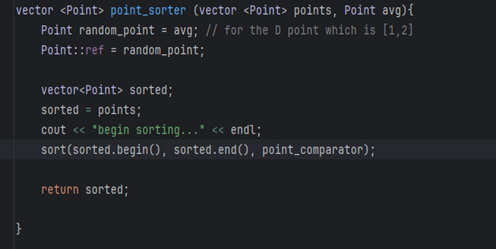 vector <Point> point_sorter (vector <Point> points, Point avg){
Point random_point = avg; // for the D point which is [1,2]
Point::ref = random_point;
vector<Point> sorted;
sorted = points;
cout << "begin sorting..." << endl;
sort(sorted.begin(), sorted.end(), point_comparator);
return sorted;
}